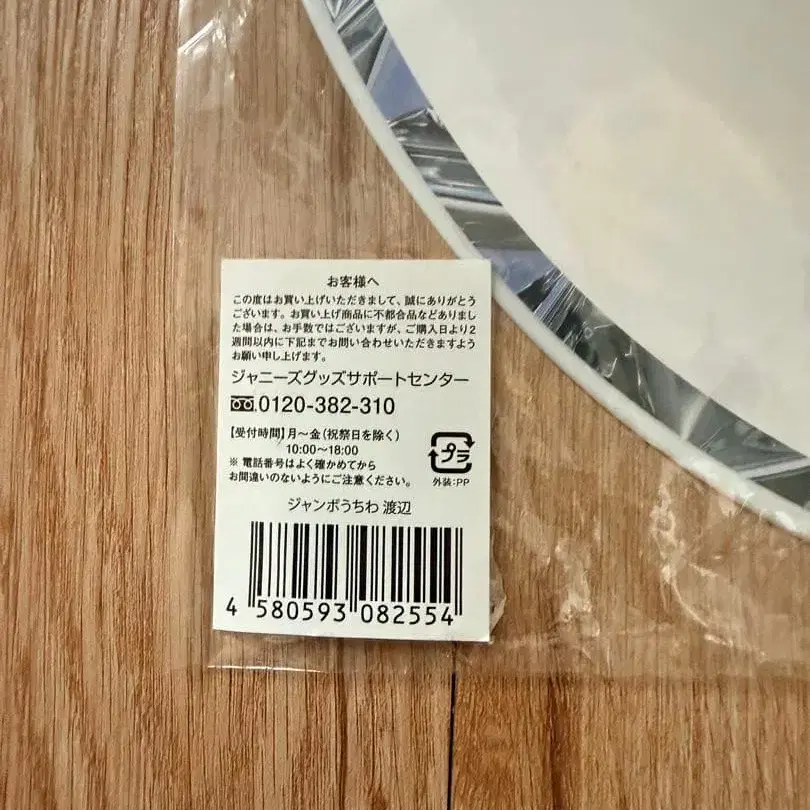 お客様へ
この度はお買い上げいただきまして、誠にありがとう
ございます。お買い上げ商品に不都合品などありまし
た場合は、お手数ではございますが、ご購入日より2
週間以内に下記までお問い合わせいただきますよう
お願い申し上げます。
ジャニーズグッズサポートセンター
0120-382-310
【受付時間】月～金(祝祭日を除く)
10:00～18:00
※ 電話番号はよく確かめてから
お間違いのないようにご注意ください。
プラ
外装:PP
ジャンボうちわ 渡辺
4 580593 082554